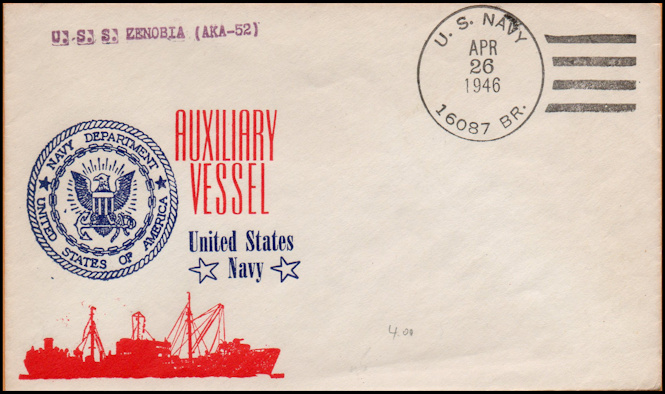 U. S. S. ZENOBIA (AKA-52)
U. S. NAVY
APR
26
1946
16087 BR.
NAVY DEPARTMENT
UNITED STATES OF AMERICA
AUXILIARY
VESSEL
United States
Navy
4.00